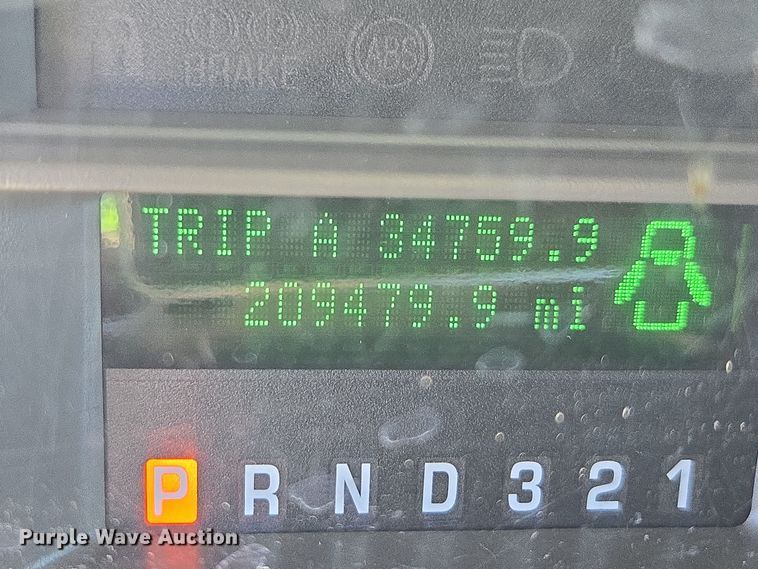 BRAKE ABS
TRIP A 34759.9
209479.9 mi
P R N D 3 2 1
Purple Wave Auction